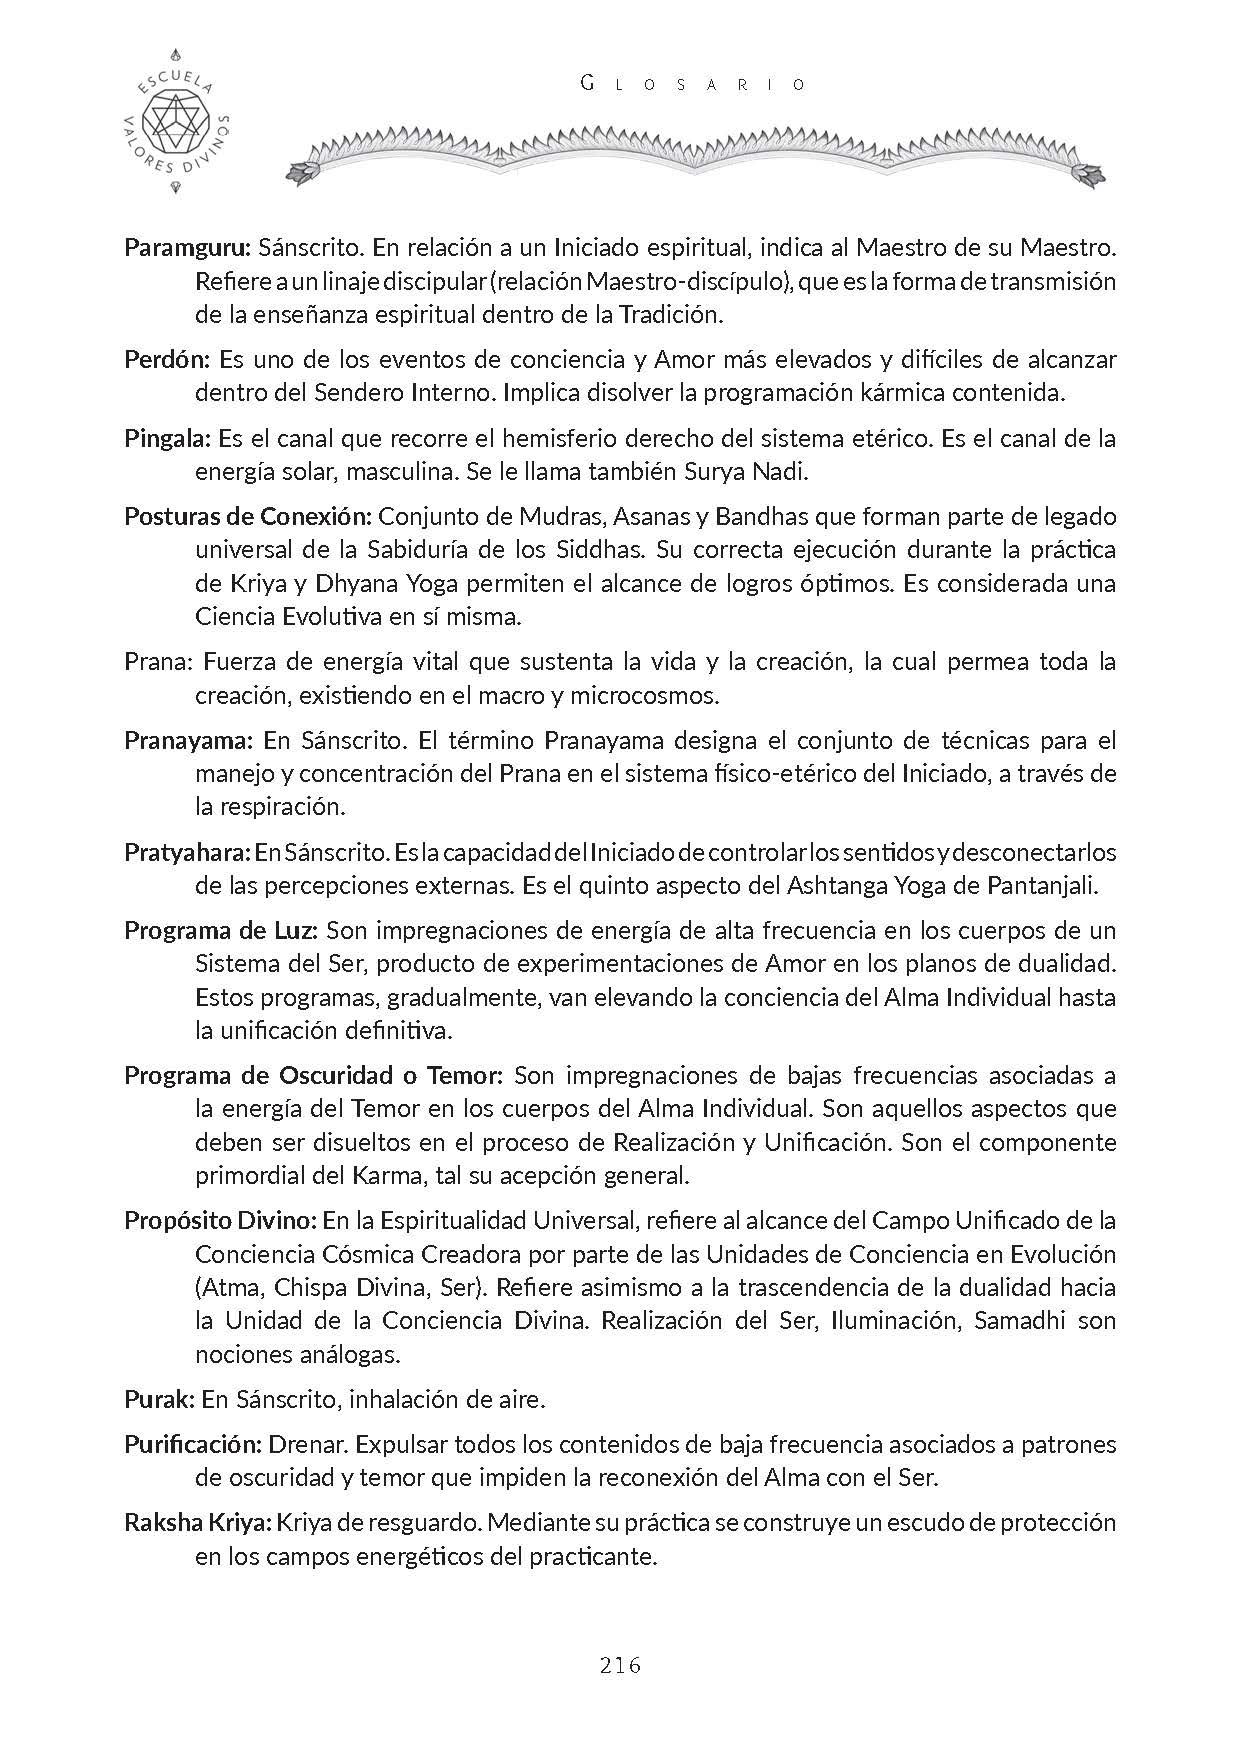 ESCUELA
VALORES DIVINOS
Glosario
Paramguru: Sánscrito. En relación a un Iniciado espiritual, indica al Maestro de su Maestro.
Refiere a un linaje discipular (relación Maestro-discípulo), que es la forma de transmisión
de la enseñanza espiritual dentro de la Tradición.
Perdón: Es uno de los eventos de conciencia y Amor más elevados y difíciles de alcanzar
dentro del Sendero Interno. Implica disolver la programación kármica contenida.
Pingala: Es el canal que recorre el hemisferio derecho del sistema etérico. Es el canal de la
energía solar, masculina. Se le llama también Surya Nadi.
Posturas de Conexión: Conjunto de Mudras, Asanas y Bandhas que forman parte de legado
universal de la Sabiduría de los Siddhas. Su correcta ejecución durante la práctica
de Kriya y Dhyana Yoga permiten el alcance de logros óptimos. Es considerada una
Ciencia Evolutiva en sí misma.
Prana: Fuerza de energía vital que sustenta la vida y la creación, la cual permea toda la
creación, existiendo en el macro y microcosmos.
Pranayama: En Sánscrito. El término Pranayama designa el conjunto de técnicas para el
manejo y concentración del Prana en el sistema físico-etérico del Iniciado, a través de
la respiración.
Pratyahara: En Sánscrito. Es la capacidad del Iniciado de controlar los sentidos y desconectarlos
de las percepciones externas. Es el quinto aspecto del Ashtanga Yoga de Pantanjali.
Programa de Luz: Son impregnaciones de energía de alta frecuencia en los cuerpos de un
Sistema del Ser, producto de experimentaciones de Amor en los planos de dualidad.
Estos programas, gradualmente, van elevando la conciencia del Alma Individual hasta
la unificación definitiva.
Programa de Oscuridad o Temor: Son impregnaciones de bajas frecuencias asociadas a
la energía del Temor en los cuerpos del Alma Individual. Son aquellos aspectos que
deben ser disueltos en el proceso de Realización y Unificación. Son el componente
primordial del Karma, tal su acepción general.
Propósito Divino: En la Espiritualidad Universal, refiere al alcance del Campo Unificado de la
Conciencia Cósmica Creadora por parte de las Unidades de Conciencia en Evolución
(Atma, Chispa Divina, Ser). Refiere asimismo a la trascendencia de la dualidad hacia
la Unidad de la Conciencia Divina. Realización del Ser, Iluminación, Samadhi son
nociones análogas.
Purak: En Sánscrito, inhalación de aire.
Purificación: Drenar. Expulsar todos los contenidos de baja frecuencia asociados a patrones
de oscuridad y temor que impiden la reconexión del Alma con el Ser.
Raksha Kriya: Kriya de resguardo. Mediante su práctica se construye un escudo de protección
en los campos energéticos del practicante.
216